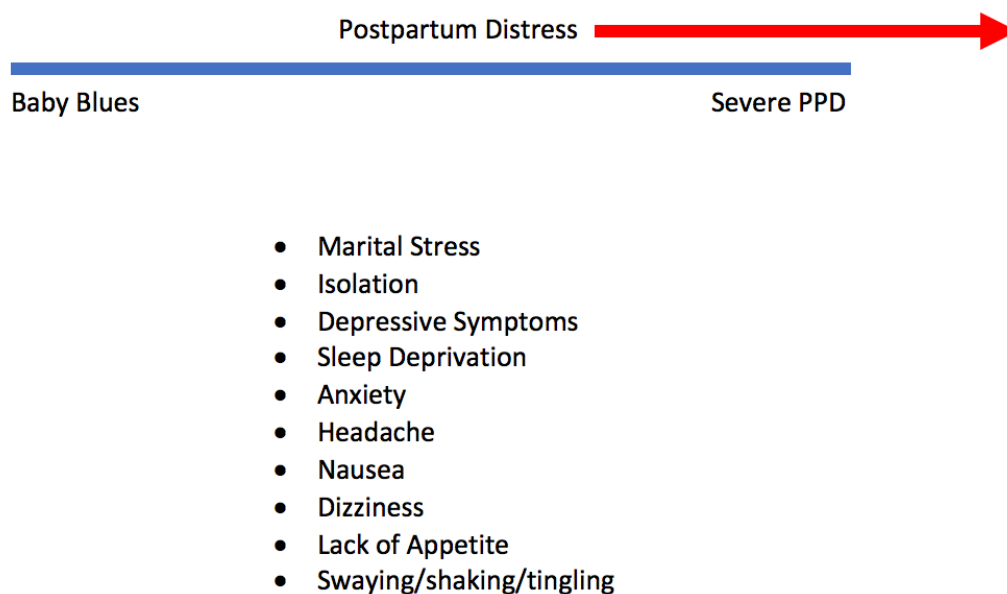 Postpartum Distress
Baby Blues Severe PPD
• Marital Stress
• Isolation
• Depressive Symptoms
• Sleep Deprivation
• Anxiety
• Headache
• Nausea
• Dizziness
• Lack of Appetite
• Swaying/shaking/tingling